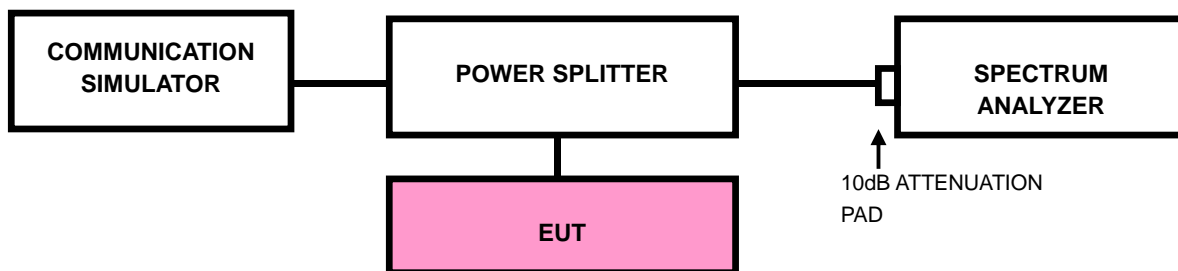 COMMUNICATION
SIMULATOR
POWER SPLITTER
SPECTRUM
ANALYZER
10dB ATTENUATION
PAD
EUT